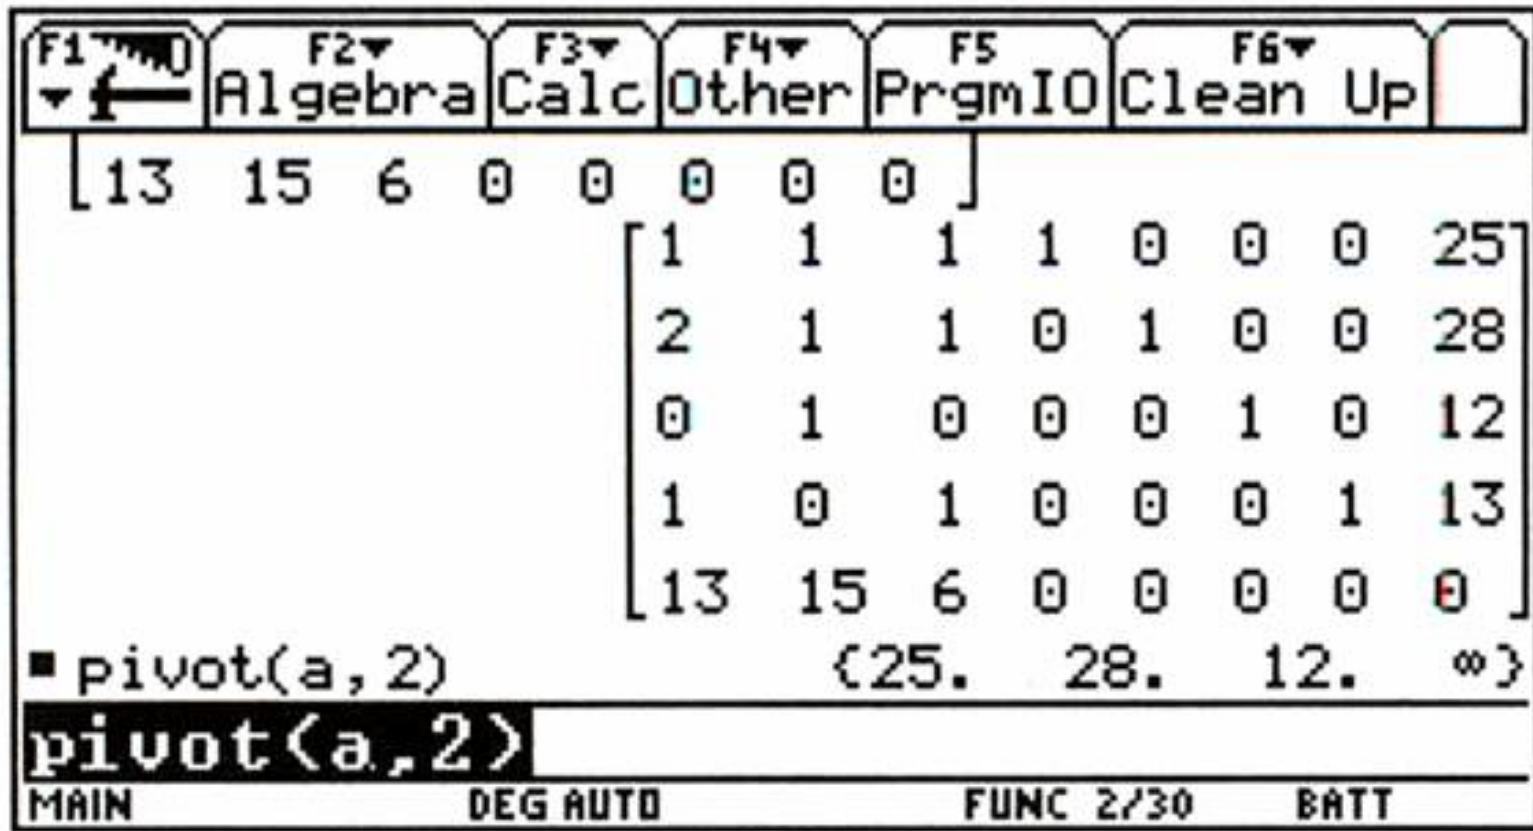 F1 F2 F3 F4 F5 F6
Algebra Calc Other PrgmIO Clean Up
13 15 6 0 0 0 0 0
1 1 1 1 0 0 0 25
2 1 1 0 1 0 0 28
0 1 0 0 0 1 0 12
1 0 1 0 0 0 1 13
13 15 6 0 0 0 0 0
▪ pivot(a,2) {25. 28. 12. ∞}
pivot(a,2)
MAIN DEG AUTO FUNC 2/30 BATT